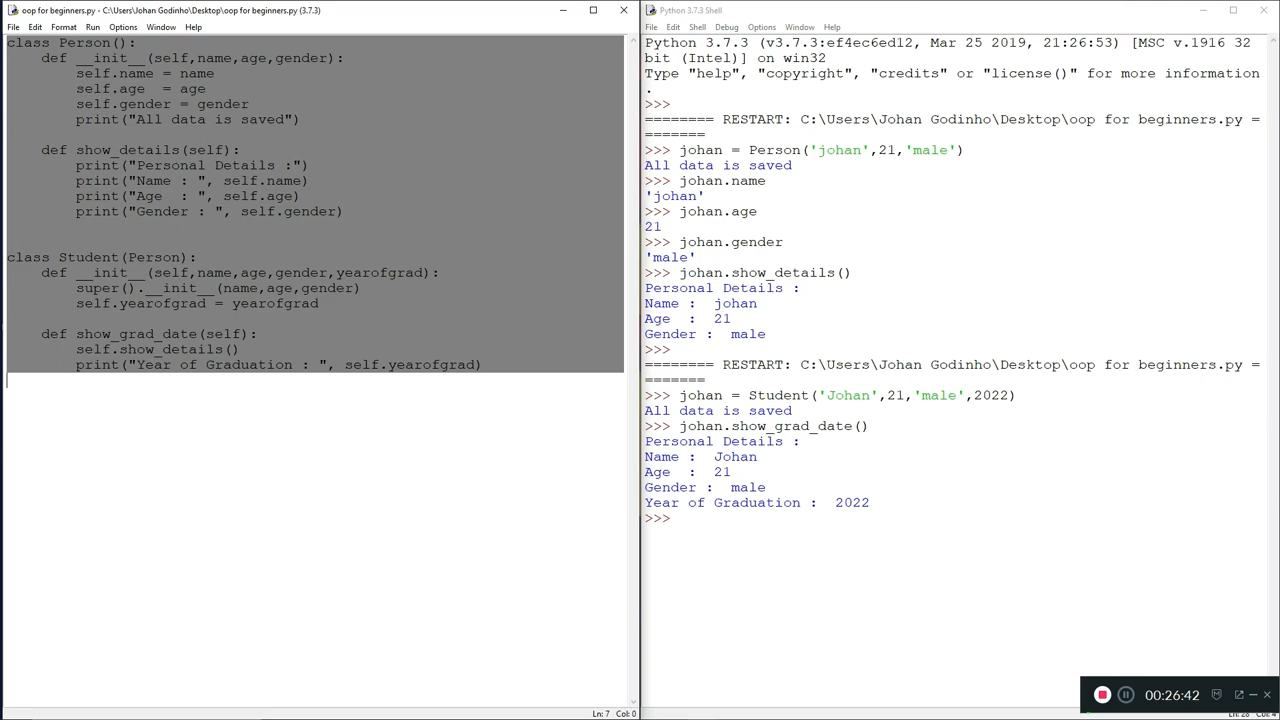 oop for beginners.py - C:\Users\Johan Godinho\Desktop\oop for beginners.py (3.7.3)
File Edit Format Run Options Window Help
class Person():
    def __init__(self,name,age,gender):
        self.name = name
        self.age  = age
        self.gender = gender
        print("All data is saved")
    def show_details(self):
        print("Personal Details :")
        print("Name : ", self.name)
        print("Age  : ", self.age)
        print("Gender : ", self.gender)
class Student(Person):
    def __init__(self,name,age,gender,yearofgrad):
        super().__init__(name,age,gender)
        self.yearofgrad = yearofgrad
    def show_grad_date(self):
        self.show_details()
        print("Year of Graduation : ", self.yearofgrad)
Ln: 7 Col: 0
Python 3.7.3 Shell
File Edit Shell Debug Options Window Help
Python 3.7.3 (v3.7.3:ef4ec6ed12, Mar 25 2019, 21:26:53) [MSC v.1916 32
bit (Intel)] on win32
Type "help", "copyright", "credits" or "license()" for more information
.
>>>
======== RESTART: C:\Users\Johan Godinho\Desktop\oop for beginners.py =
=======
>>> johan = Person('johan',21,'male')
All data is saved
>>> johan.name
'johan'
>>> johan.age
21
>>> johan.gender
'male'
>>> johan.show_details()
Personal Details :
Name :  johan
Age  :  21
Gender :  male
>>>
======== RESTART: C:\Users\Johan Godinho\Desktop\oop for beginners.py =
=======
>>> johan = Student('Johan',21,'male',2022)
All data is saved
>>> johan.show_grad_date()
Personal Details :
Name :  Johan
Age  :  21
Gender :  male
Year of Graduation :  2022
>>>
00:26:42